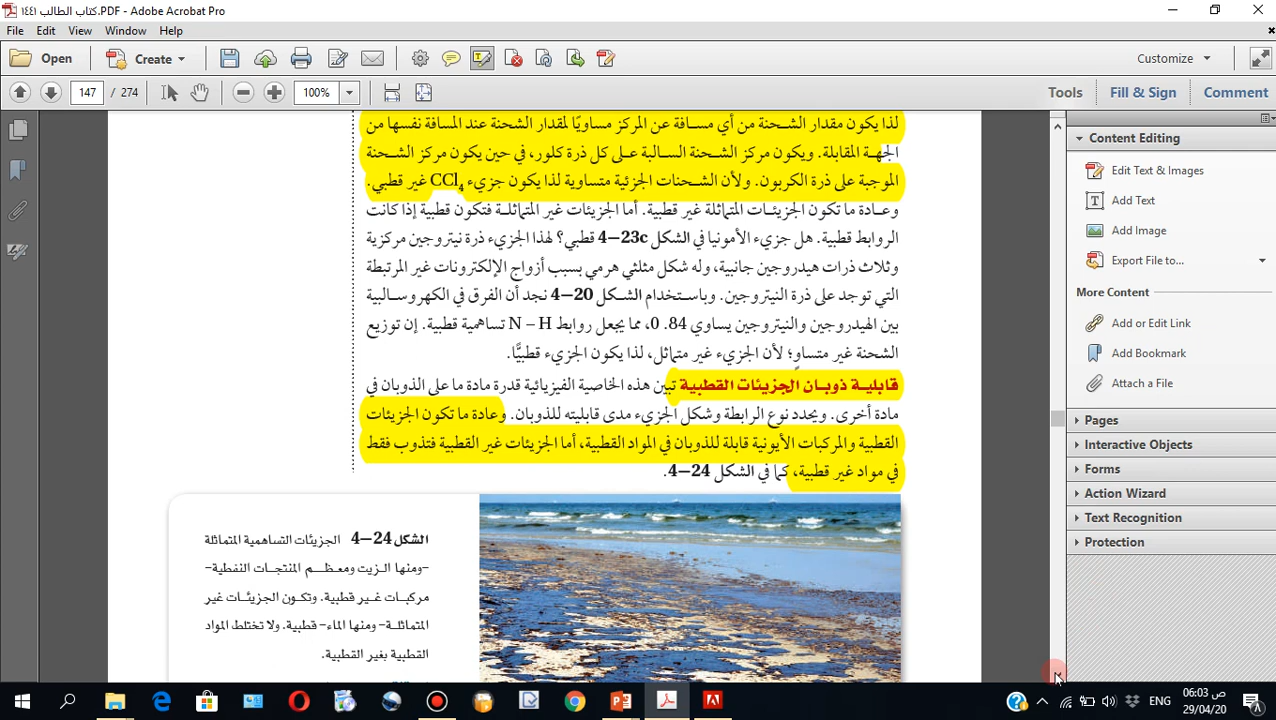 كتاب الطالب ١٤٤١.PDF - Adobe Acrobat Pro
File Edit View Window Help
Open Create Customize
147 / 274 100% Tools Fill & Sign Comment
لذا يكون مقدار الشحنة من أي مسافة عن المركز مساويًا لمقدار الشحنة عند المسافة نفسها من
الجهة المقابلة. ويكون مركز الشحنة السالبة على كل ذرة كلور، في حين يكون مركز الشحنة
الموجبة على ذرة الكربون. ولأن الشحنات الجزئية متساوية لذا يكون جزيء CCl₄ غير قطبي.
وعادة ما تكون الجزيئات المتماثلة غير قطبية. أما الجزيئات غير المتماثلة فتكون قطبية إذا كانت
الروابط قطبية. هل جزيء الأمونيا في الشكل 4–23c قطبي؟ لهذا الجزيء ذرة نيتروجين مركزية
وثلاث ذرات هيدروجين جانبية، وله شكل مثلثي هرمي بسبب أزواج الإلكترونات غير المرتبطة
التي توجد على ذرة النيتروجين. وباستخدام الشكل 20–4 نجد أن الفرق في الكهروسالبية
بين الهيدروجين والنيتروجين يساوي 84. 0، مما يجعل روابط N – H تساهمية قطبية. إن توزيع
الشحنة غير متساوٍ؛ لأن الجزيء غير متماثل، لذا يكون الجزيء قطبيًّا.
قابلية ذوبان الجزيئات القطبية تبين هذه الخاصية الفيزيائية قدرة مادة ما على الذوبان في
مادة أخرى. ويحدد نوع الرابطة وشكل الجزيء مدى قابليته للذوبان. وعادة ما تكون الجزيئات
القطبية والمركبات الأيونية قابلة للذوبان في المواد القطبية، أما الجزيئات غير القطبية فتذوب فقط
في مواد غير قطبية، كما في الشكل 24–4.
الشكل 24–4 الجزيئات التساهمية المتماثلة
-ومنها الزيت ومعظم المنتجات النفطية-
مركبات غير قطبية. وتكون الجزيئات غير
المتماثلة- ومنها الماء- قطبية. ولا تختلط المواد
القطبية بغير القطبية.
Content Editing
Edit Text & Images
Add Text
Add Image
Export File to...
More Content
Add or Edit Link
Add Bookmark
Attach a File
Pages
Interactive Objects
Forms
Action Wizard
Text Recognition
Protection
ENG
06:03 ص
29/04/20